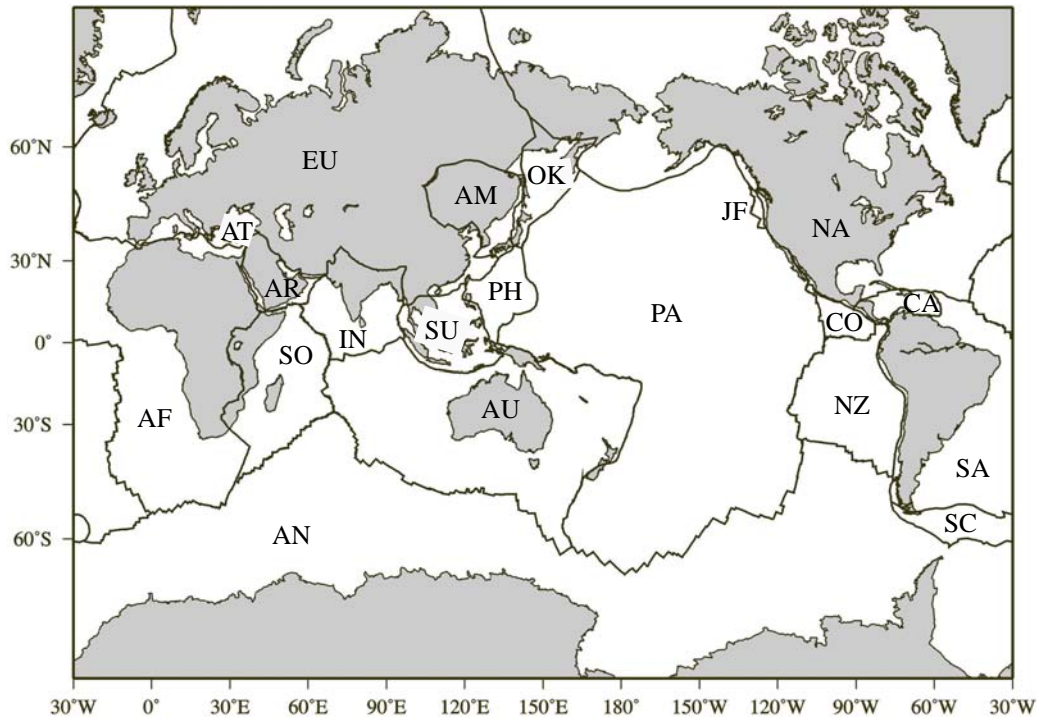 60˚N
30˚N
0˚
30˚S
60˚S
EU
AM
OK
AT
AR
PH
IN
SU
SO
AF
AU
AN
PA
JF
NA
CA
CO
NZ
SA
SC
30˚W
0˚
30˚E
60˚E
90˚E
120˚E
150˚E
180˚
150˚W
120˚W
90˚W
60˚W
30˚W